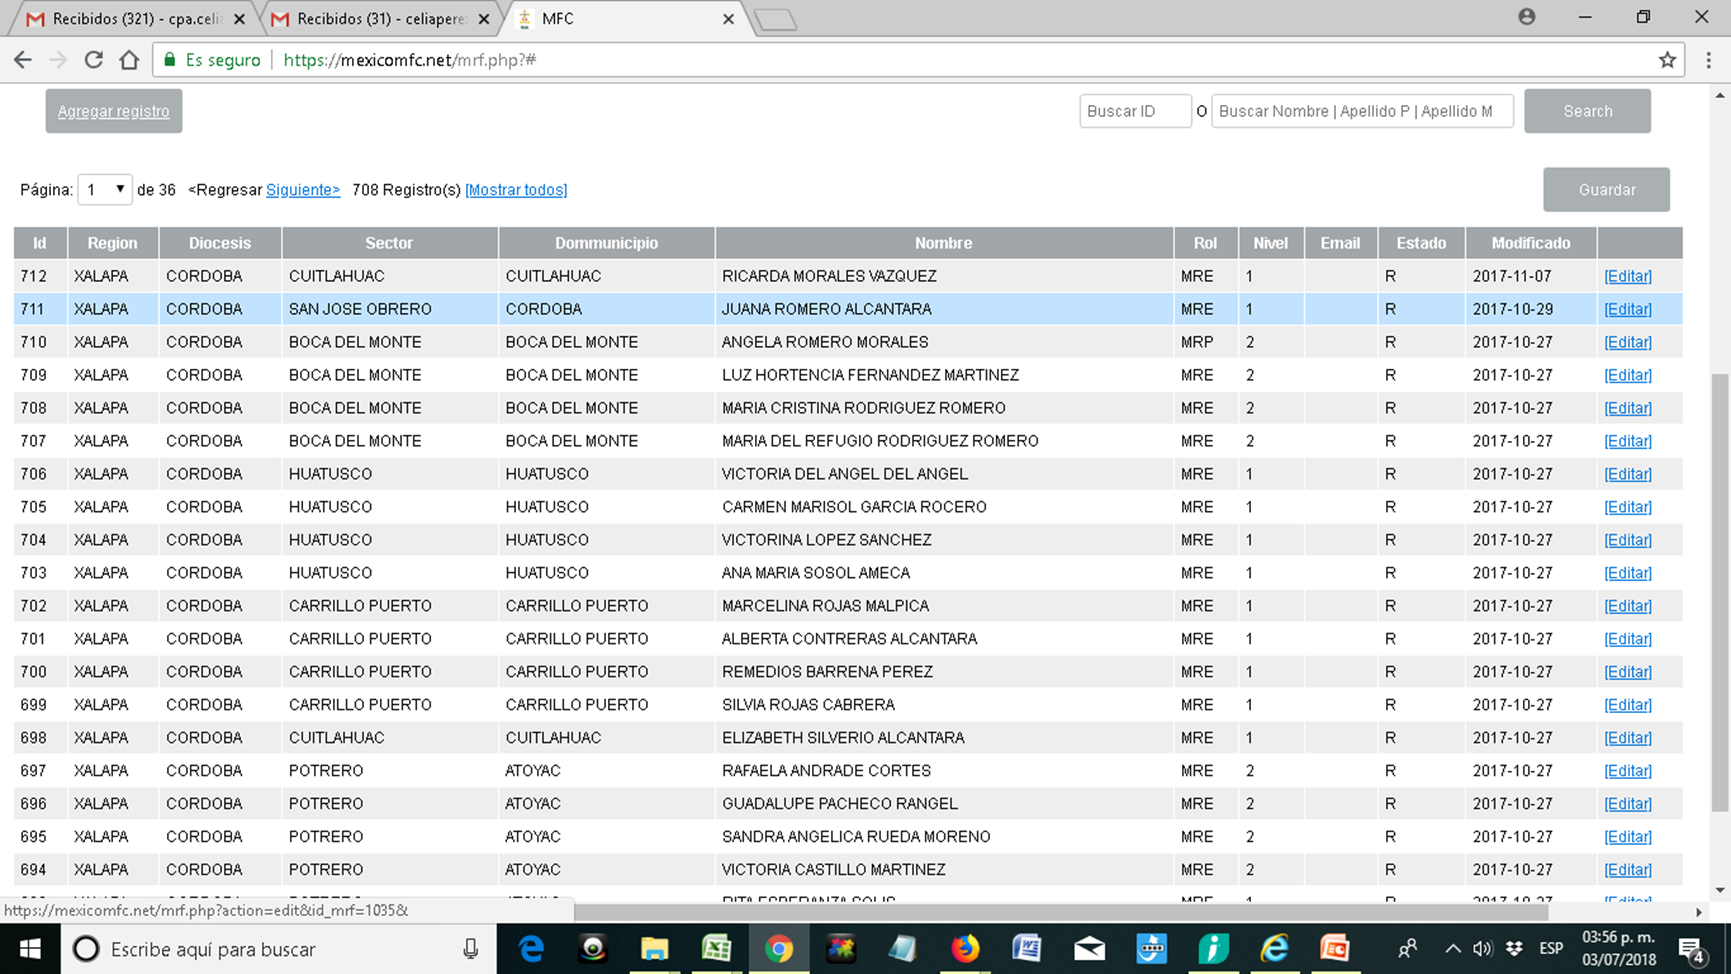 Recibidos (321) - cpa.celi
Recibidos (31) - celiapere
MFC
Es seguro
https://mexicomfc.net/mrf.php?#
Agregar registro
Buscar ID O Buscar Nombre | Apellido P | Apellido M Search
Página: 1 de 36 <Regresar Siguiente> 708 Registro(s) [Mostrar todos]
Guardar
Id Region Diocesis Sector Dommunicipio Nombre Rol Nivel Email Estado Modificado
712 XALAPA CORDOBA CUITLAHUAC CUITLAHUAC RICARDA MORALES VAZQUEZ MRE 1 R 2017-11-07 [Editar]
711 XALAPA CORDOBA SAN JOSE OBRERO CORDOBA JUANA ROMERO ALCANTARA MRE 1 R 2017-10-29 [Editar]
710 XALAPA CORDOBA BOCA DEL MONTE BOCA DEL MONTE ANGELA ROMERO MORALES MRP 2 R 2017-10-27 [Editar]
709 XALAPA CORDOBA BOCA DEL MONTE BOCA DEL MONTE LUZ HORTENCIA FERNANDEZ MARTINEZ MRE 2 R 2017-10-27 [Editar]
708 XALAPA CORDOBA BOCA DEL MONTE BOCA DEL MONTE MARIA CRISTINA RODRIGUEZ ROMERO MRE 2 R 2017-10-27 [Editar]
707 XALAPA CORDOBA BOCA DEL MONTE BOCA DEL MONTE MARIA DEL REFUGIO RODRIGUEZ ROMERO MRE 2 R 2017-10-27 [Editar]
706 XALAPA CORDOBA HUATUSCO HUATUSCO VICTORIA DEL ANGEL DEL ANGEL MRE 1 R 2017-10-27 [Editar]
705 XALAPA CORDOBA HUATUSCO HUATUSCO CARMEN MARISOL GARCIA ROCERO MRE 1 R 2017-10-27 [Editar]
704 XALAPA CORDOBA HUATUSCO HUATUSCO VICTORINA LOPEZ SANCHEZ MRE 1 R 2017-10-27 [Editar]
703 XALAPA CORDOBA HUATUSCO HUATUSCO ANA MARIA SOSOL AMECA MRE 1 R 2017-10-27 [Editar]
702 XALAPA CORDOBA CARRILLO PUERTO CARRILLO PUERTO MARCELINA ROJAS MALPICA MRE 1 R 2017-10-27 [Editar]
701 XALAPA CORDOBA CARRILLO PUERTO CARRILLO PUERTO ALBERTA CONTRERAS ALCANTARA MRE 1 R 2017-10-27 [Editar]
700 XALAPA CORDOBA CARRILLO PUERTO CARRILLO PUERTO REMEDIOS BARRENA PEREZ MRE 1 R 2017-10-27 [Editar]
699 XALAPA CORDOBA CARRILLO PUERTO CARRILLO PUERTO SILVIA ROJAS CABRERA MRE 1 R 2017-10-27 [Editar]
698 XALAPA CORDOBA CUITLAHUAC CUITLAHUAC ELIZABETH SILVERIO ALCANTARA MRE 1 R 2017-10-27 [Editar]
697 XALAPA CORDOBA POTRERO ATOYAC RAFAELA ANDRADE CORTES MRE 2 R 2017-10-27 [Editar]
696 XALAPA CORDOBA POTRERO ATOYAC GUADALUPE PACHECO RANGEL MRE 2 R 2017-10-27 [Editar]
695 XALAPA CORDOBA POTRERO ATOYAC SANDRA ANGELICA RUEDA MORENO MRE 2 R 2017-10-27 [Editar]
694 XALAPA CORDOBA POTRERO ATOYAC VICTORIA CASTILLO MARTINEZ MRE 2 R 2017-10-27 [Editar]
https://mexicomfc.net/mrf.php?action=edit&id_mrf=1035&
Escribe aquí para buscar
ESP
03:56 p. m.
03/07/2018
4